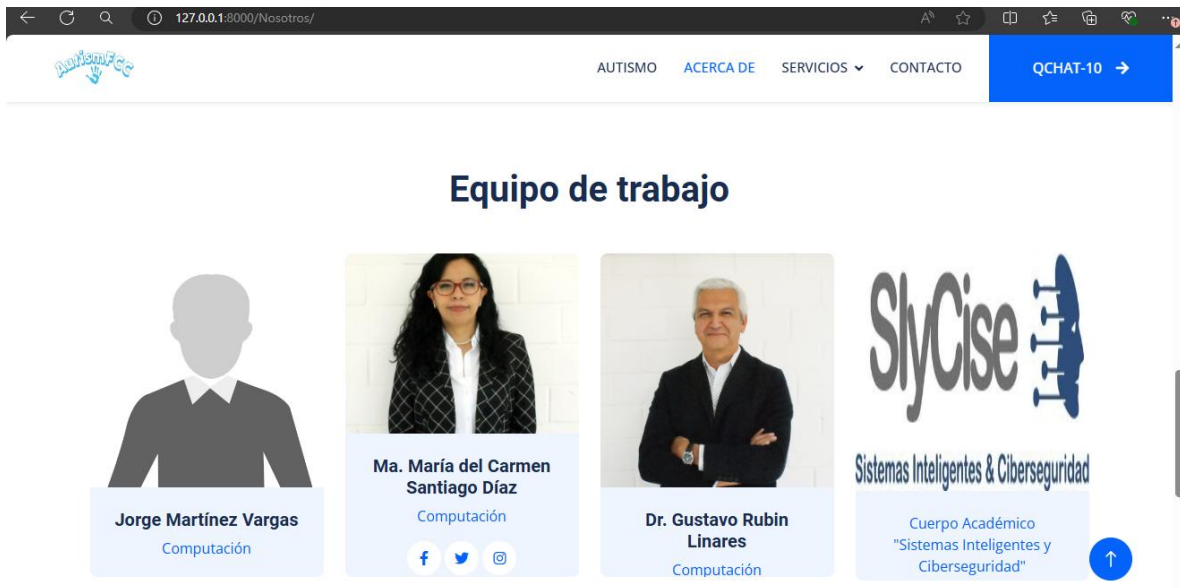 127.0.0.1:8000/Nosotros/
AutismFCC
AUTISMO
ACERCA DE
SERVICIOS
CONTACTO
QCHAT-10
Equipo de trabajo
Jorge Martínez Vargas
Computación
Ma. María del Carmen
Santiago Díaz
Computación
Dr. Gustavo Rubin
Linares
Computación
SlyCise
Sistemas Inteligentes & Ciberseguridad
Cuerpo Académico
"Sistemas Inteligentes y
Ciberseguridad"